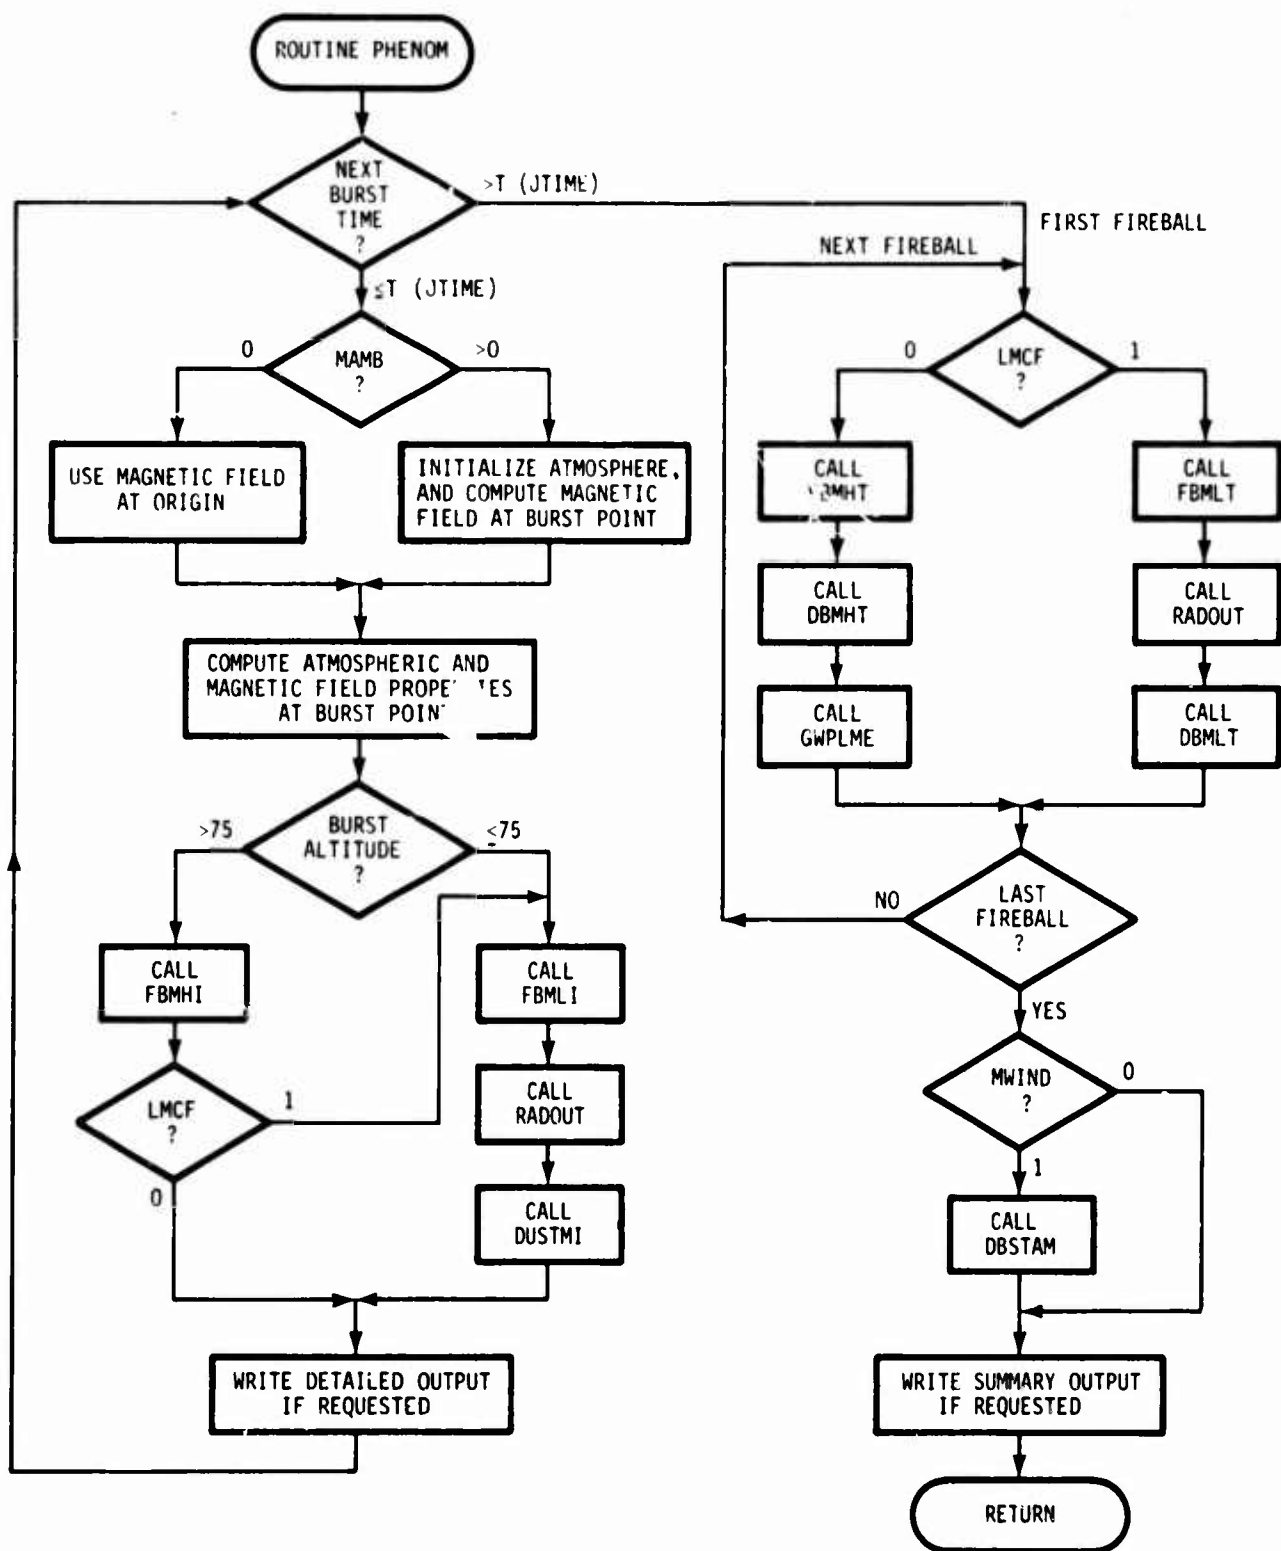 ROUTINE PHENOM
NEXT
BURST
TIME
?
>T (JTIME)
FIRST FIREBALL
NEXT FIREBALL
≤T (JTIME)
MAMB
?
0
>0
USE MAGNETIC FIELD
AT ORIGIN
INITIALIZE ATMOSPHERE,
AND COMPUTE MAGNETIC
FIELD AT BURST POINT
COMPUTE ATMOSPHERIC AND
MAGNETIC FIELD
AT BURST
BURST
ALTITUDE
?
>75
≤75
CALL
FBMHI
LMCF
?
1
0
CALL
FBMLI
CALL
RADOUT
CALL
DUSTMI
WRITE DETAILED OUTPUT
IF REQUESTED
LMCF
?
0
1
CALL
CALL
DBMHT
CALL
GWPLME
CALL
FBMLT
CALL
RADOUT
CALL
DBMLT
LAST
FIREBALL
?
NO
YES
MWIND
?
0
1
CALL
DBSTAM
WRITE SUMMARY OUTPUT
IF REQUESTED
RETURN